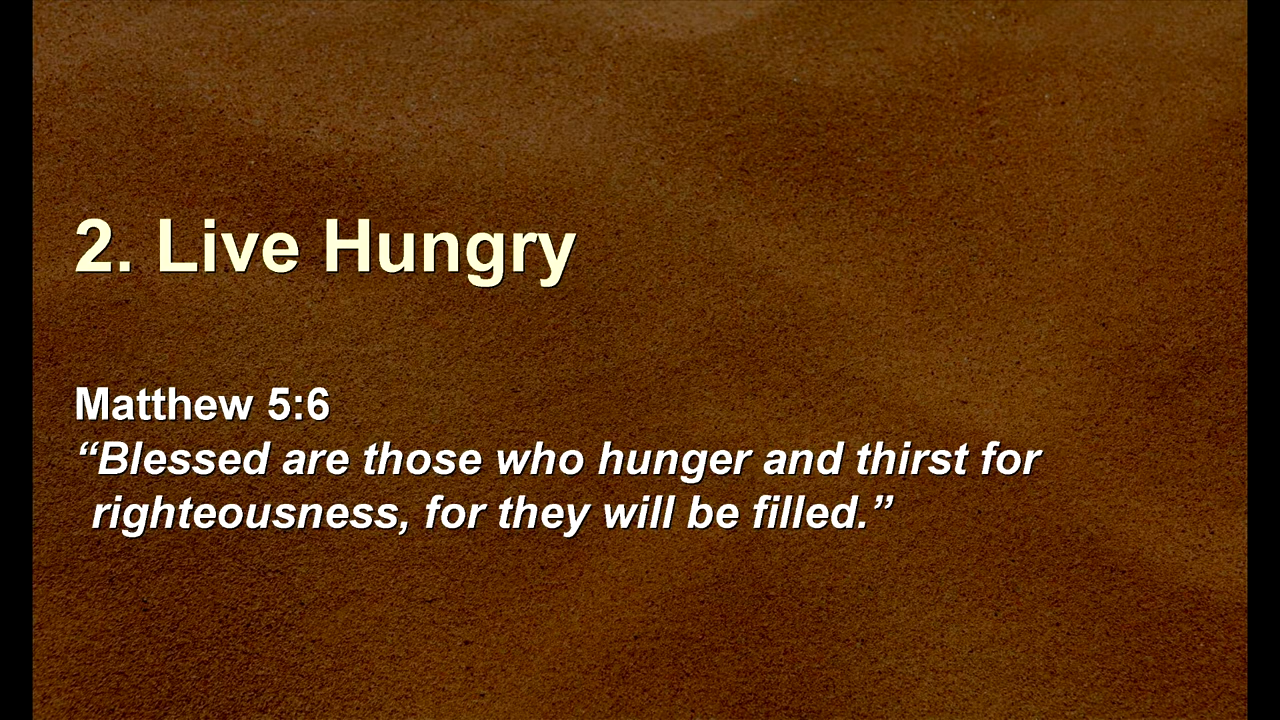 2. Live Hungry
Matthew 5:6
“Blessed are those who hunger and thirst for
righteousness, for they will be filled.”